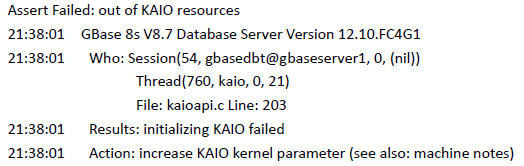 Assert Failed: out of KAIO resources
21:38:01 GBase 8s V8.7 Database Server Version 12.10.FC4G1
21:38:01 Who: Session(54, gbasedbt@gbaseserver1, 0, (nil))
Thread(760, kaio, 0, 21)
File: kaioapi.c Line: 203
21:38:01 Results: initializing KAIO failed
21:38:01 Action: increase KAIO kernel parameter (see also: machine notes)